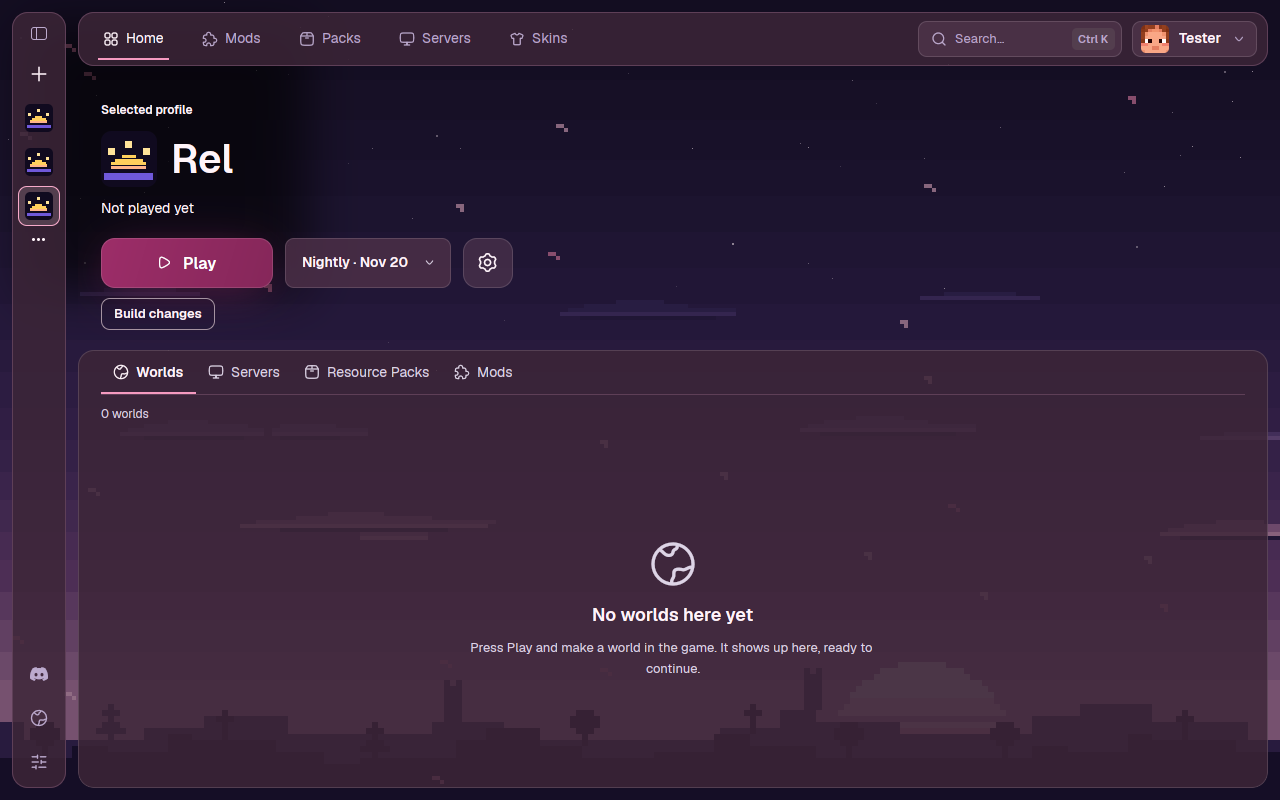 Home
Mods
Packs
Servers
Skins
Search...
Ctrl K
Tester
Selected profile
Rel
Not played yet
Play
Nightly · Nov 20
Build changes
Worlds
Servers
Resource Packs
Mods
0 worlds
No worlds here yet
Press Play and make a world in the game. It shows up here, ready to
continue.